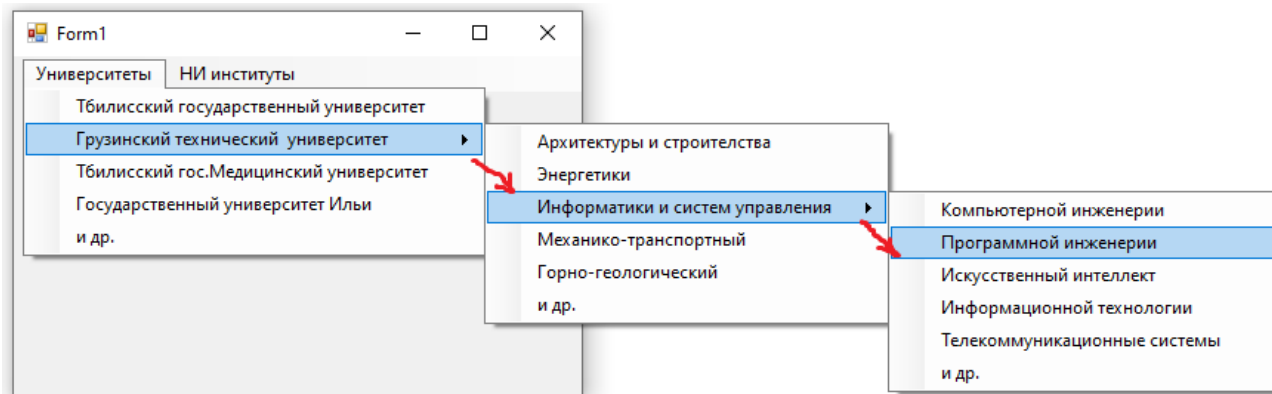 Form1
Университеты НИ институты
Тбилисский государственный университет
Грузинский технический университет
Тбилисский гос.Медицинский университет
Государственный университет Ильи
и др.
Архитектуры и строителства
Энергетики
Информатики и систем управления
Механико-транспортный
Горно-геологический
и др.
Компьютерной инженерии
Программной инженерии
Искусственный интеллект
Информационной технологии
Телекоммуникационные системы
и др.